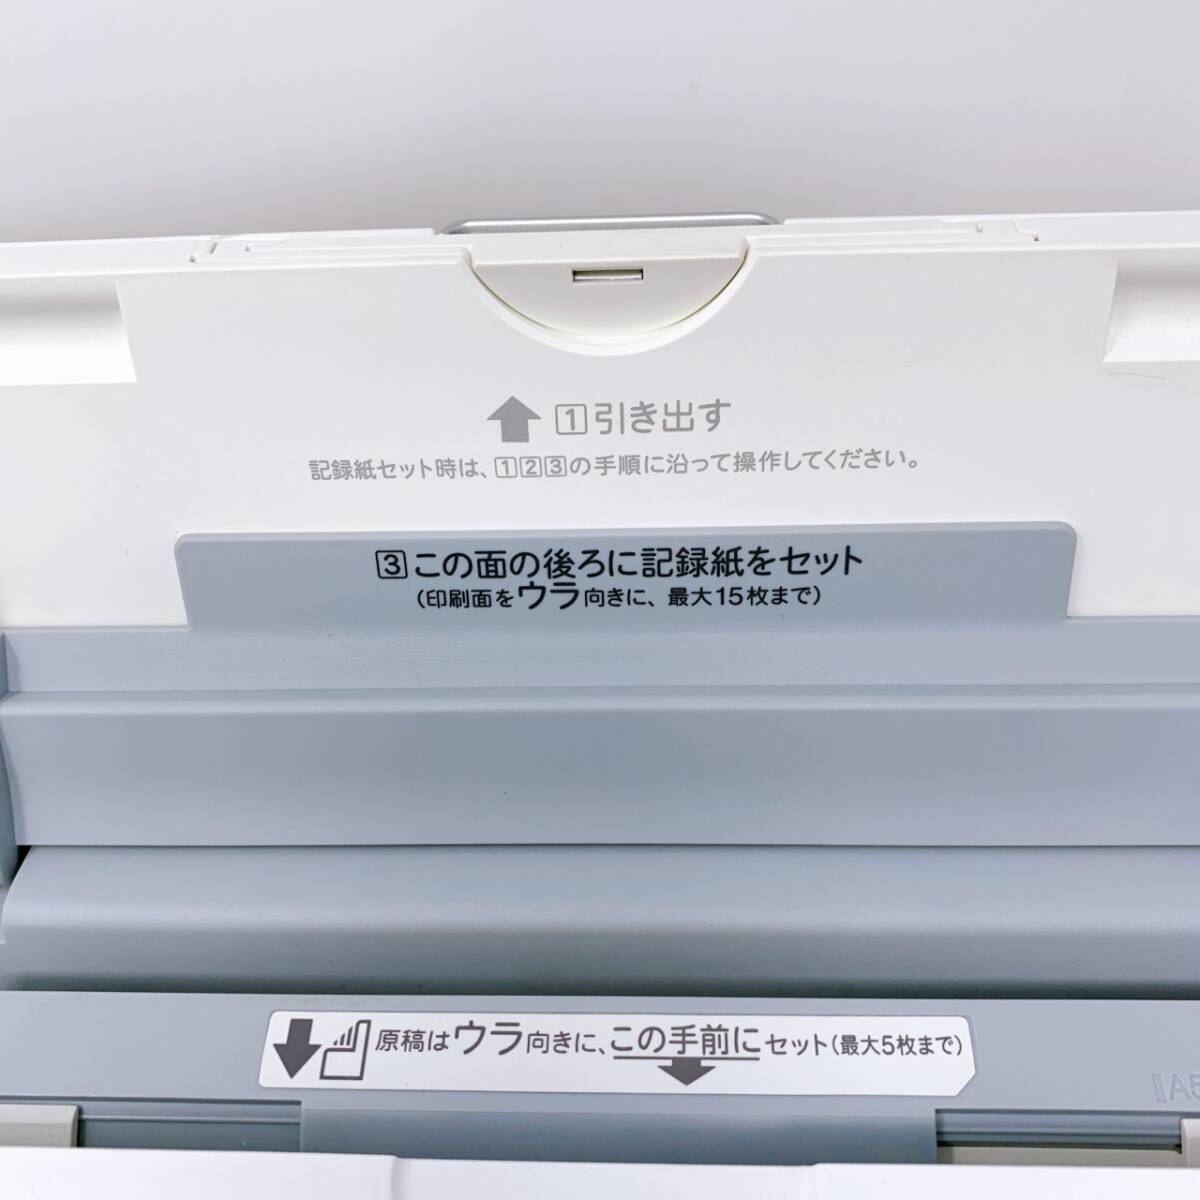 1引き出す
記録紙セット時は、123の手順に沿って操作してください。
3この面の後ろに記録紙をセット
(印刷面をウラ向きに、最大15枚まで)
原稿はウラ向きに、この手前にセット(最大5枚まで)